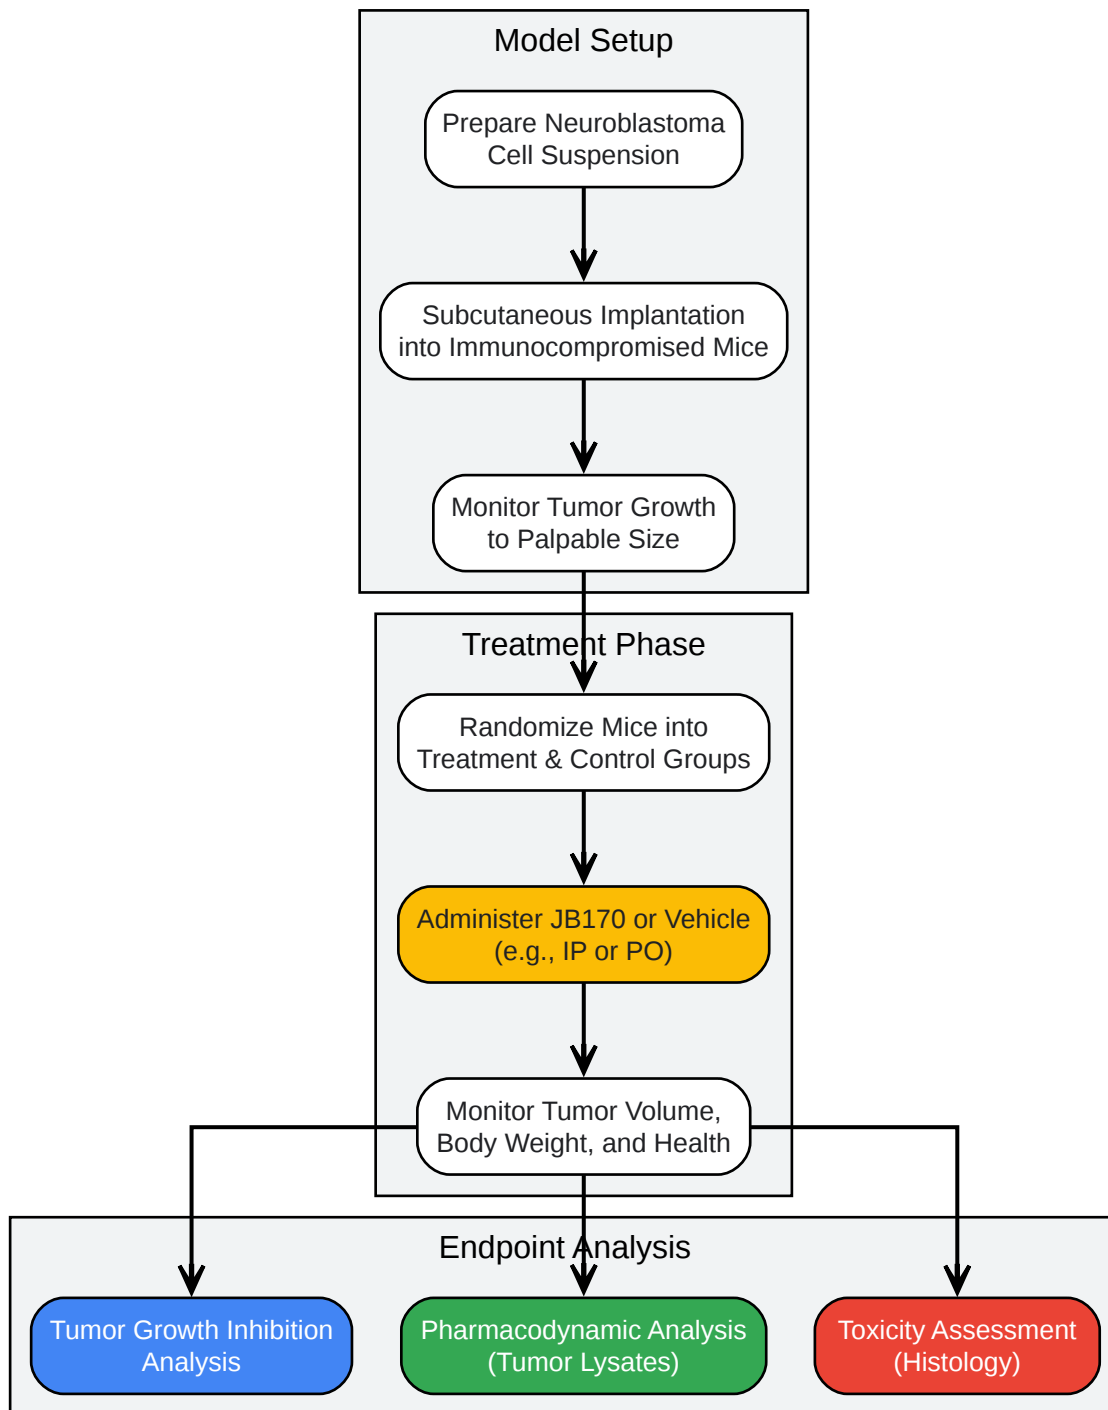 Model Setup
Prepare Neuroblastoma
Cell Suspension
Subcutaneous Implantation
into Immunocompromised Mice
Monitor Tumor Growth
to Palpable Size
Treatment Phase
Randomize Mice into
Treatment & Control Groups
Administer JB170 or Vehicle
(e.g., IP or PO)
Monitor Tumor Volume,
Body Weight, and Health
Endpoint Analysis
Tumor Growth Inhibition
Analysis
Pharmacodynamic Analysis
(Tumor Lysates)
Toxicity Assessment
(Histology)